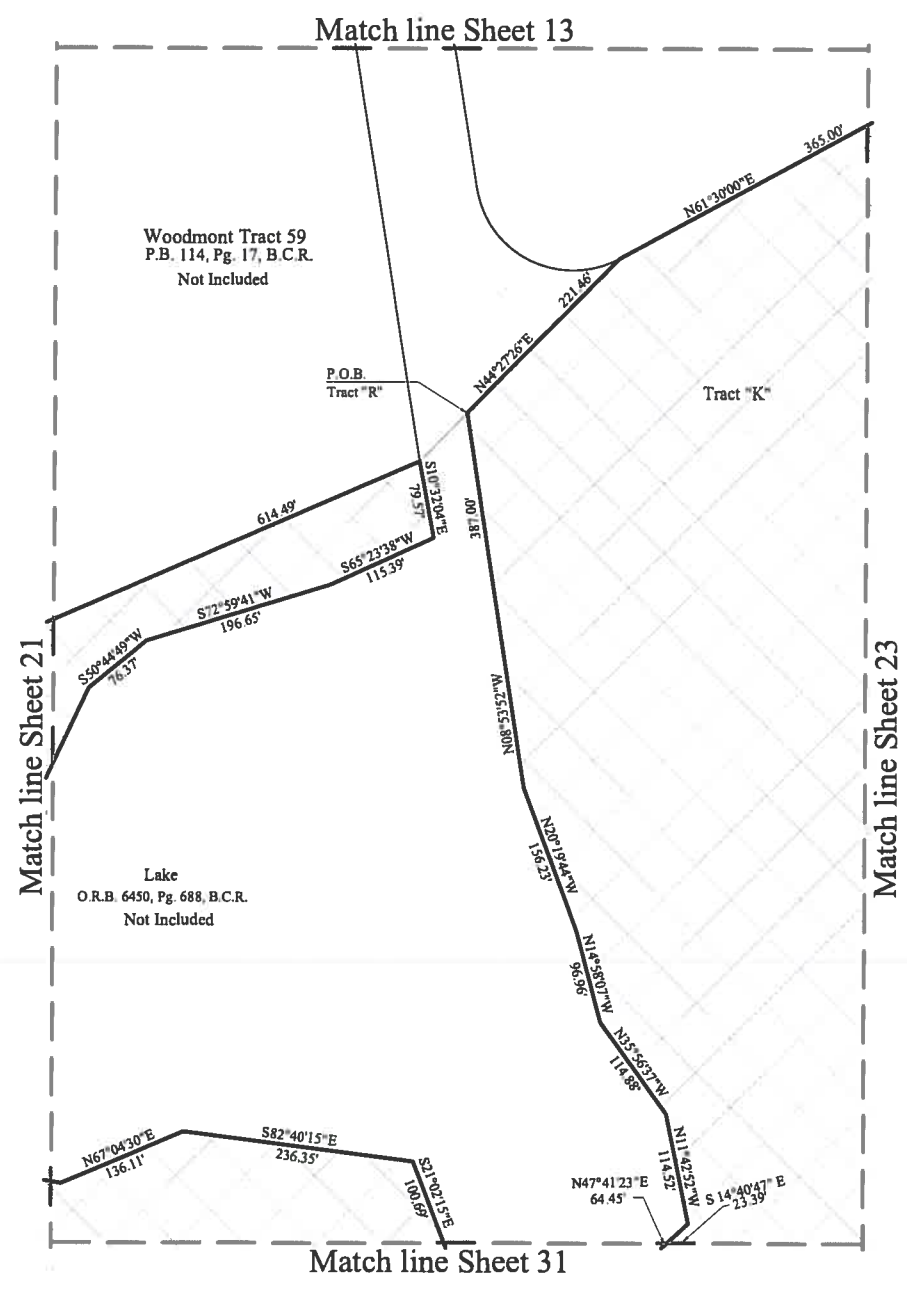 Match line Sheet 13
365.00'
N61°30'00"E
Woodmont Tract 59
P.B. 114, Pg. 17, B.C.R.
Not Included
221.46'
N44°27'26"E
P.O.B.
Tract "R"
Tract "K"
614.49'
S10°32'04"E
79.57'
387.00'
S65°23'38"W
115.39'
S72°59'41"W
196.65'
S50°44'49"W
76.37'
Match line Sheet 21
Match line Sheet 23
N08°53'52"W
N20°19'44"W
156.23'
Lake
O.R.B. 6450, Pg. 688, B.C.R.
Not Included
N14°58'07"W
96.96'
N35°56'37"W
114.88'
N67°04'30"E
136.11'
S82°40'15"E
236.35'
S21°02'15"E
100.69'
N11°42'52"W
114.52'
N47°41'23"E
64.45'
S 14°40'47" E
23.39'
Match line Sheet 31